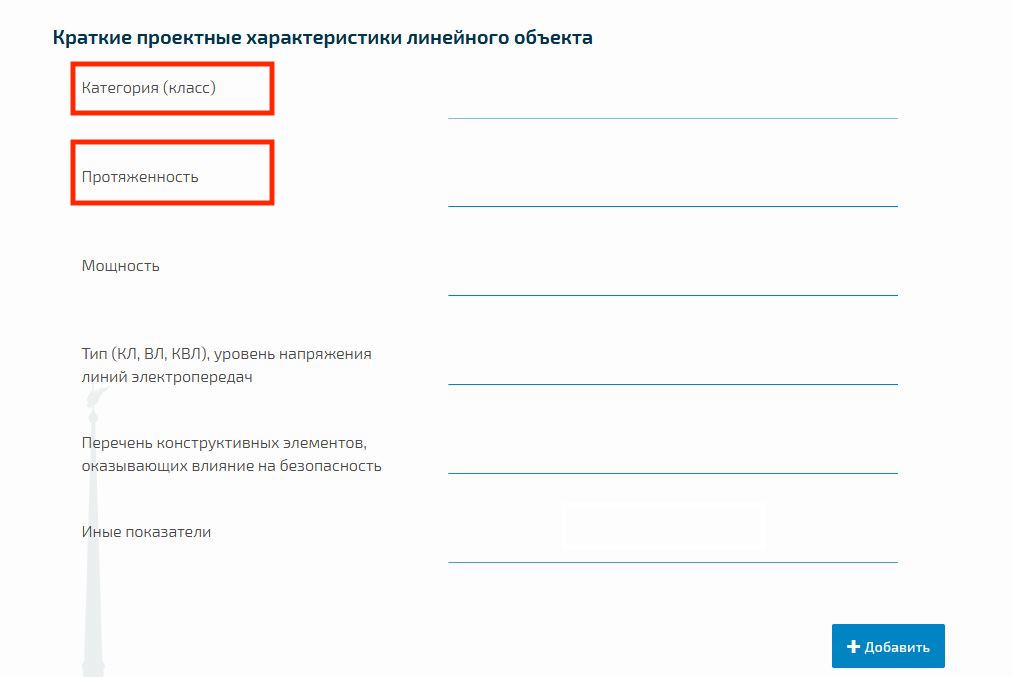 Краткие проектные характеристики линейного объекта
Категория (класс)
Протяженность
Мощность
Тип (КЛ, ВЛ, КВЛ), уровень напряжения
линий электропередач
Перечень конструктивных элементов,
оказывающих влияние на безопасность
Иные показатели
Добавить